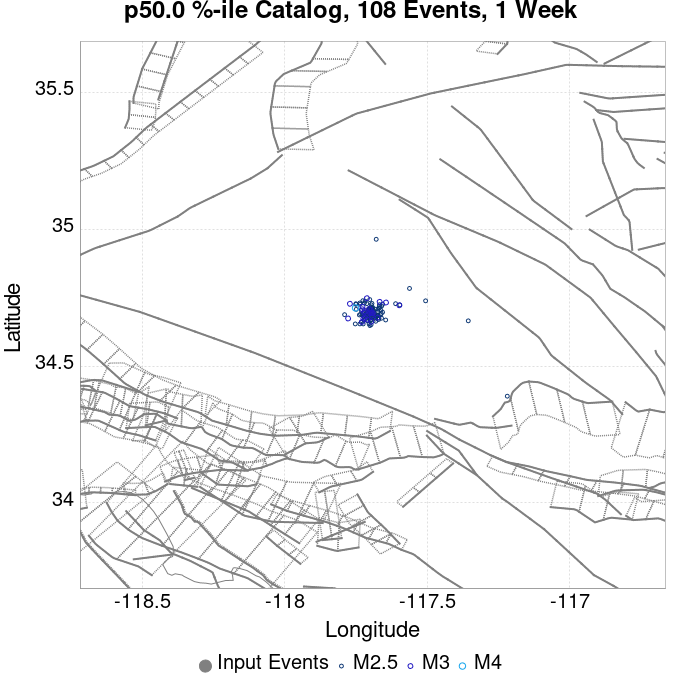 p50.0 %-ile Catalog, 108 Events, 1 Week
35.5
35
34.5
34
Latitude
-118.5 -118 -117.5 -117
Longitude
Input Events M2.5 M3 M4